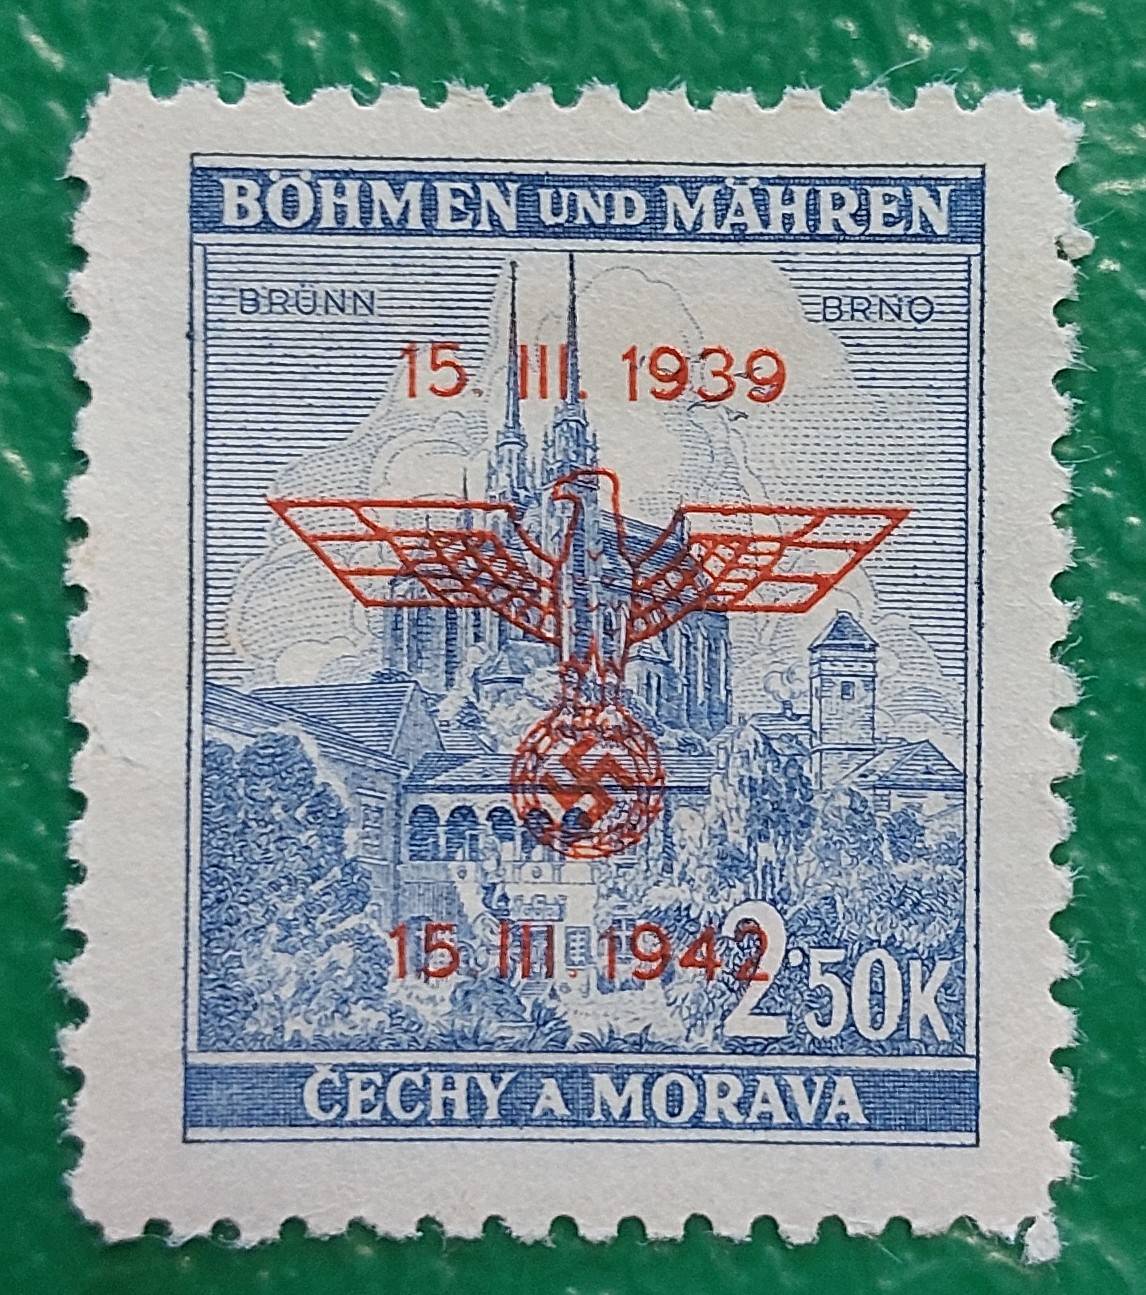 BÖHMEN UND MÄHREN
BRÜNN
BRNO
15. III. 1939
15. III. 1942
2.50K
ČECHY A MORAVA